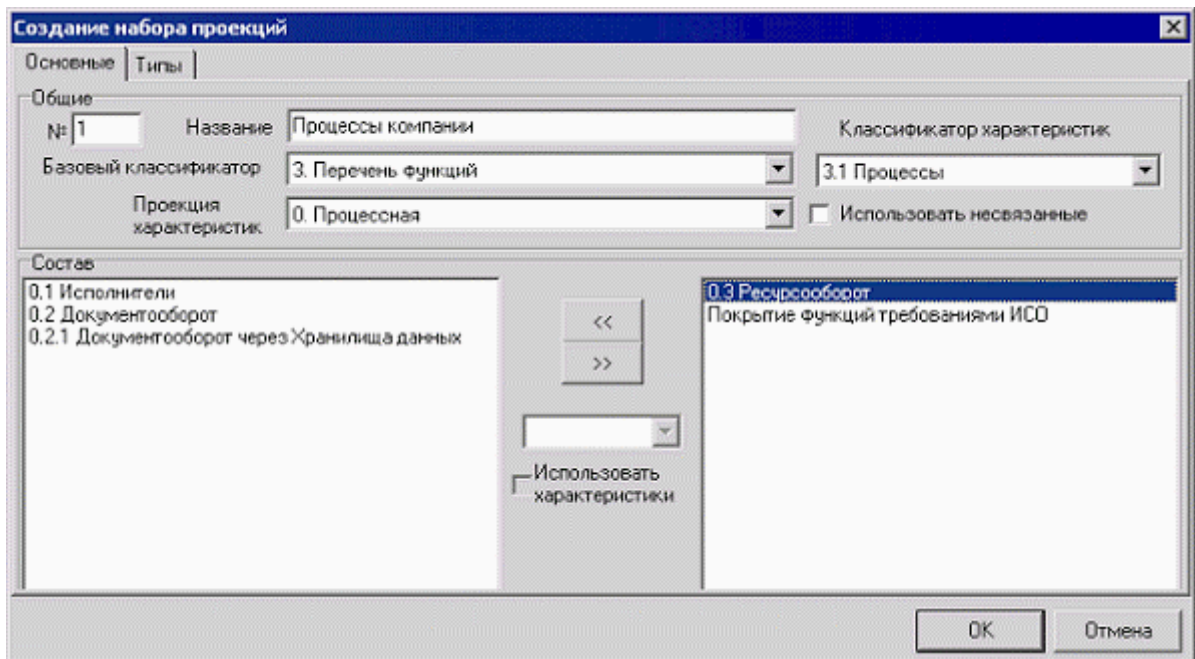 Создание набора проекций
Основные
Типы
Общие
№ 1
Название
Процессы компании
Классификатор характеристик
Базовый классификатор
3. Перечень функций
3.1 Процессы
Проекция
характеристик
0. Процессная
Использовать несвязанные
Состав
0.1 Исполнители
0.2 Документооборот
0.2.1 Документооборот через Хранилища данных
<<
>>
Использовать
характеристики
0.3 Ресурсооборот
Покрытие функций требованиями ИСО
OK
Отмена